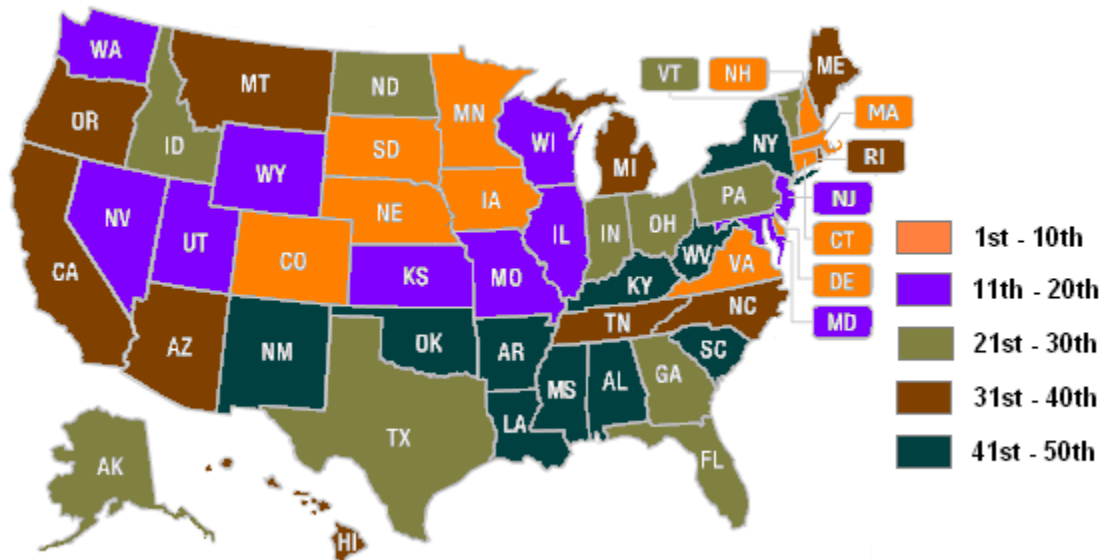 WA
MT
ND
MN
VT
NH
ME
OR
ID
SD
WI
NY
MA
MI
RI
WY
IA
PA
NJ
NV
NE
OH
UT
IL
IN
CT
1st - 10th
CO
WV
VA
CA
KS
MO
KY
DE
11th - 20th
NC
MD
TN
AZ
OK
SC
21st - 30th
NM
AR
GA
MS
AL
31st - 40th
LA
TX
41st - 50th
AK
FL
HI